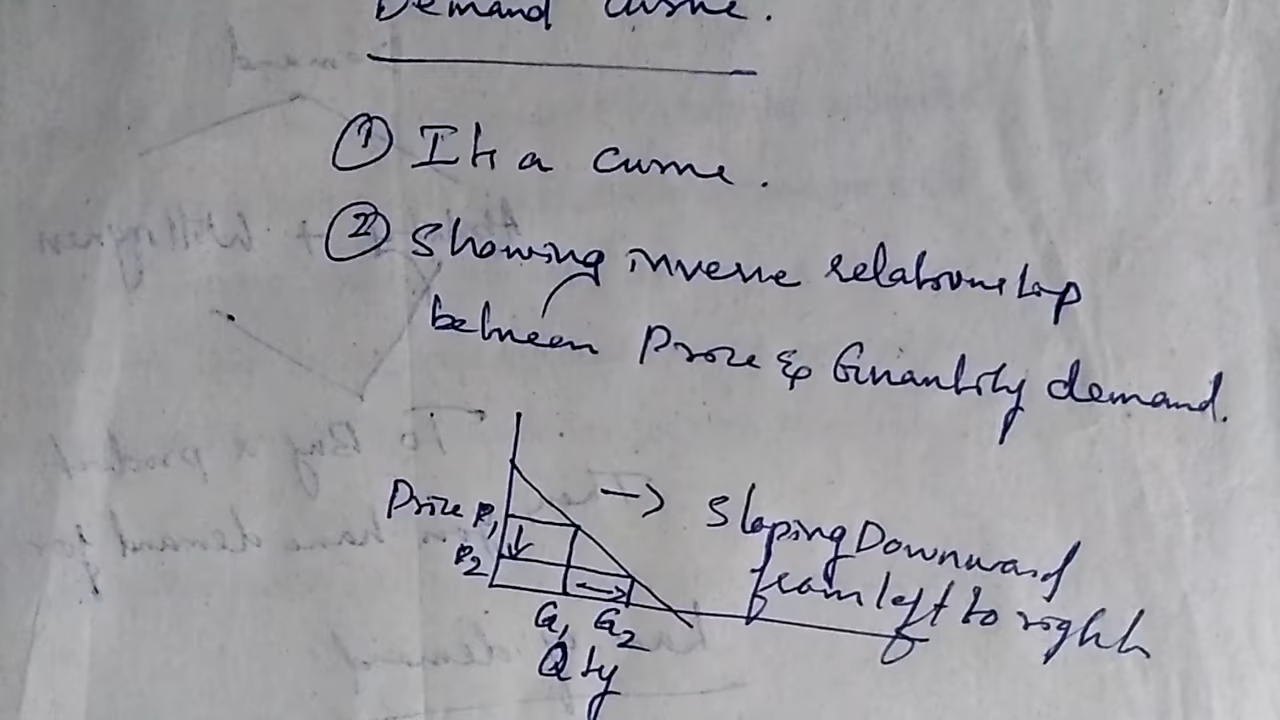 Demand curve.
① It is a curve.
② Showing inverse relationship
between Price & Quantity demand.
Price P1
P2
→ Sloping Downward
from left to right
Q1 Q2
Qty